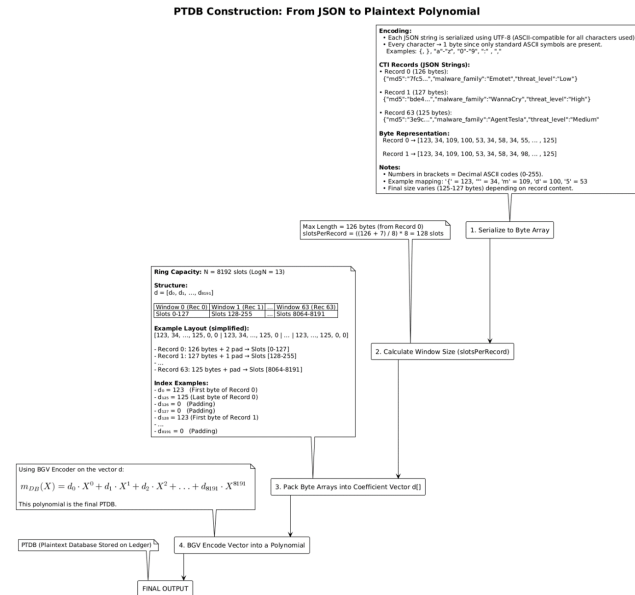 PTDB Construction: From JSON to Plaintext Polynomial
Encoding:
• Each JSON string is serialized using UTF-8 (ASCII-compatible for all characters used)
• Every character → 1 byte since only standard ASCII symbols are present.
Examples: {, }, "a"-"z", "0"-"9", ":" , ","
CTI Records (JSON Strings):
• Record 0 (126 bytes):
{"md5":"7fc5...","malware_family":"Emotet","threat_level":"Low"}
• Record 1 (127 bytes):
{"md5":"bde4...","malware_family":"WannaCry","threat_level":"High"}
• Record 63 (125 bytes):
{"md5":"3e9c...","malware_family":"AgentTesla","threat_level":"Medium"
Byte Representation:
Record 0 → [123, 34, 109, 100, 53, 34, 58, 34, 55, ... , 125]
Record 1 → [123, 34, 109, 100, 53, 34, 58, 34, 98, ... , 125]
Notes:
• Numbers in brackets = Decimal ASCII codes (0-255).
• Example mapping: '{' = 123, '"' = 34, 'm' = 109, 'd' = 100, '5' = 53
• Final size varies (125-127 bytes) depending on record content.
1. Serialize to Byte Array
Max Length = 126 bytes (from Record 0)
slotsPerRecord = ((126 + 7) / 8) * 8 = 128 slots
2. Calculate Window Size (slotsPerRecord)
Ring Capacity: N = 8192 slots (LogN = 13)
Structure:
d = [d₀, d₁, ..., d₈₁₉₁]
Window 0 (Rec 0) Window 1 (Rec 1) ... Window 63 (Rec 63)
Slots 0-127 Slots 128-255 ... Slots 8064-8191
Example Layout (simplified):
[123, 34, ..., 125, 0, 0 | 123, 34, ..., 125, 0 | ... | 123, ..., 125, 0, 0]
- Record 0: 126 bytes + 2 pad → Slots [0-127]
- Record 1: 127 bytes + 1 pad → Slots [128-255]
- ...
- Record 63: 125 bytes + pad → Slots [8064-8191]
Index Examples:
- d₀ = 123 (First byte of Record 0)
- d₁₂₅ = 125 (Last byte of Record 0)
- d₁₂₆ = 0 (Padding)
- d₁₂₇ = 0 (Padding)
- d₁₂₈ = 123 (First byte of Record 1)
- ...
- d₈₁₉₁ = 0 (Padding)
3. Pack Byte Arrays into Coefficient Vector d[]
Using BGV Encoder on the vector d:
m_DB(X) = d₀ · X⁰ + d₁ · X¹ + d₂ · X² + ... + d₈₁₉₁ · X⁸¹⁹¹
This polynomial is the final PTDB.
4. BGV Encode Vector into a Polynomial
PTDB (Plaintext Database Stored on Ledger)
FINAL OUTPUT